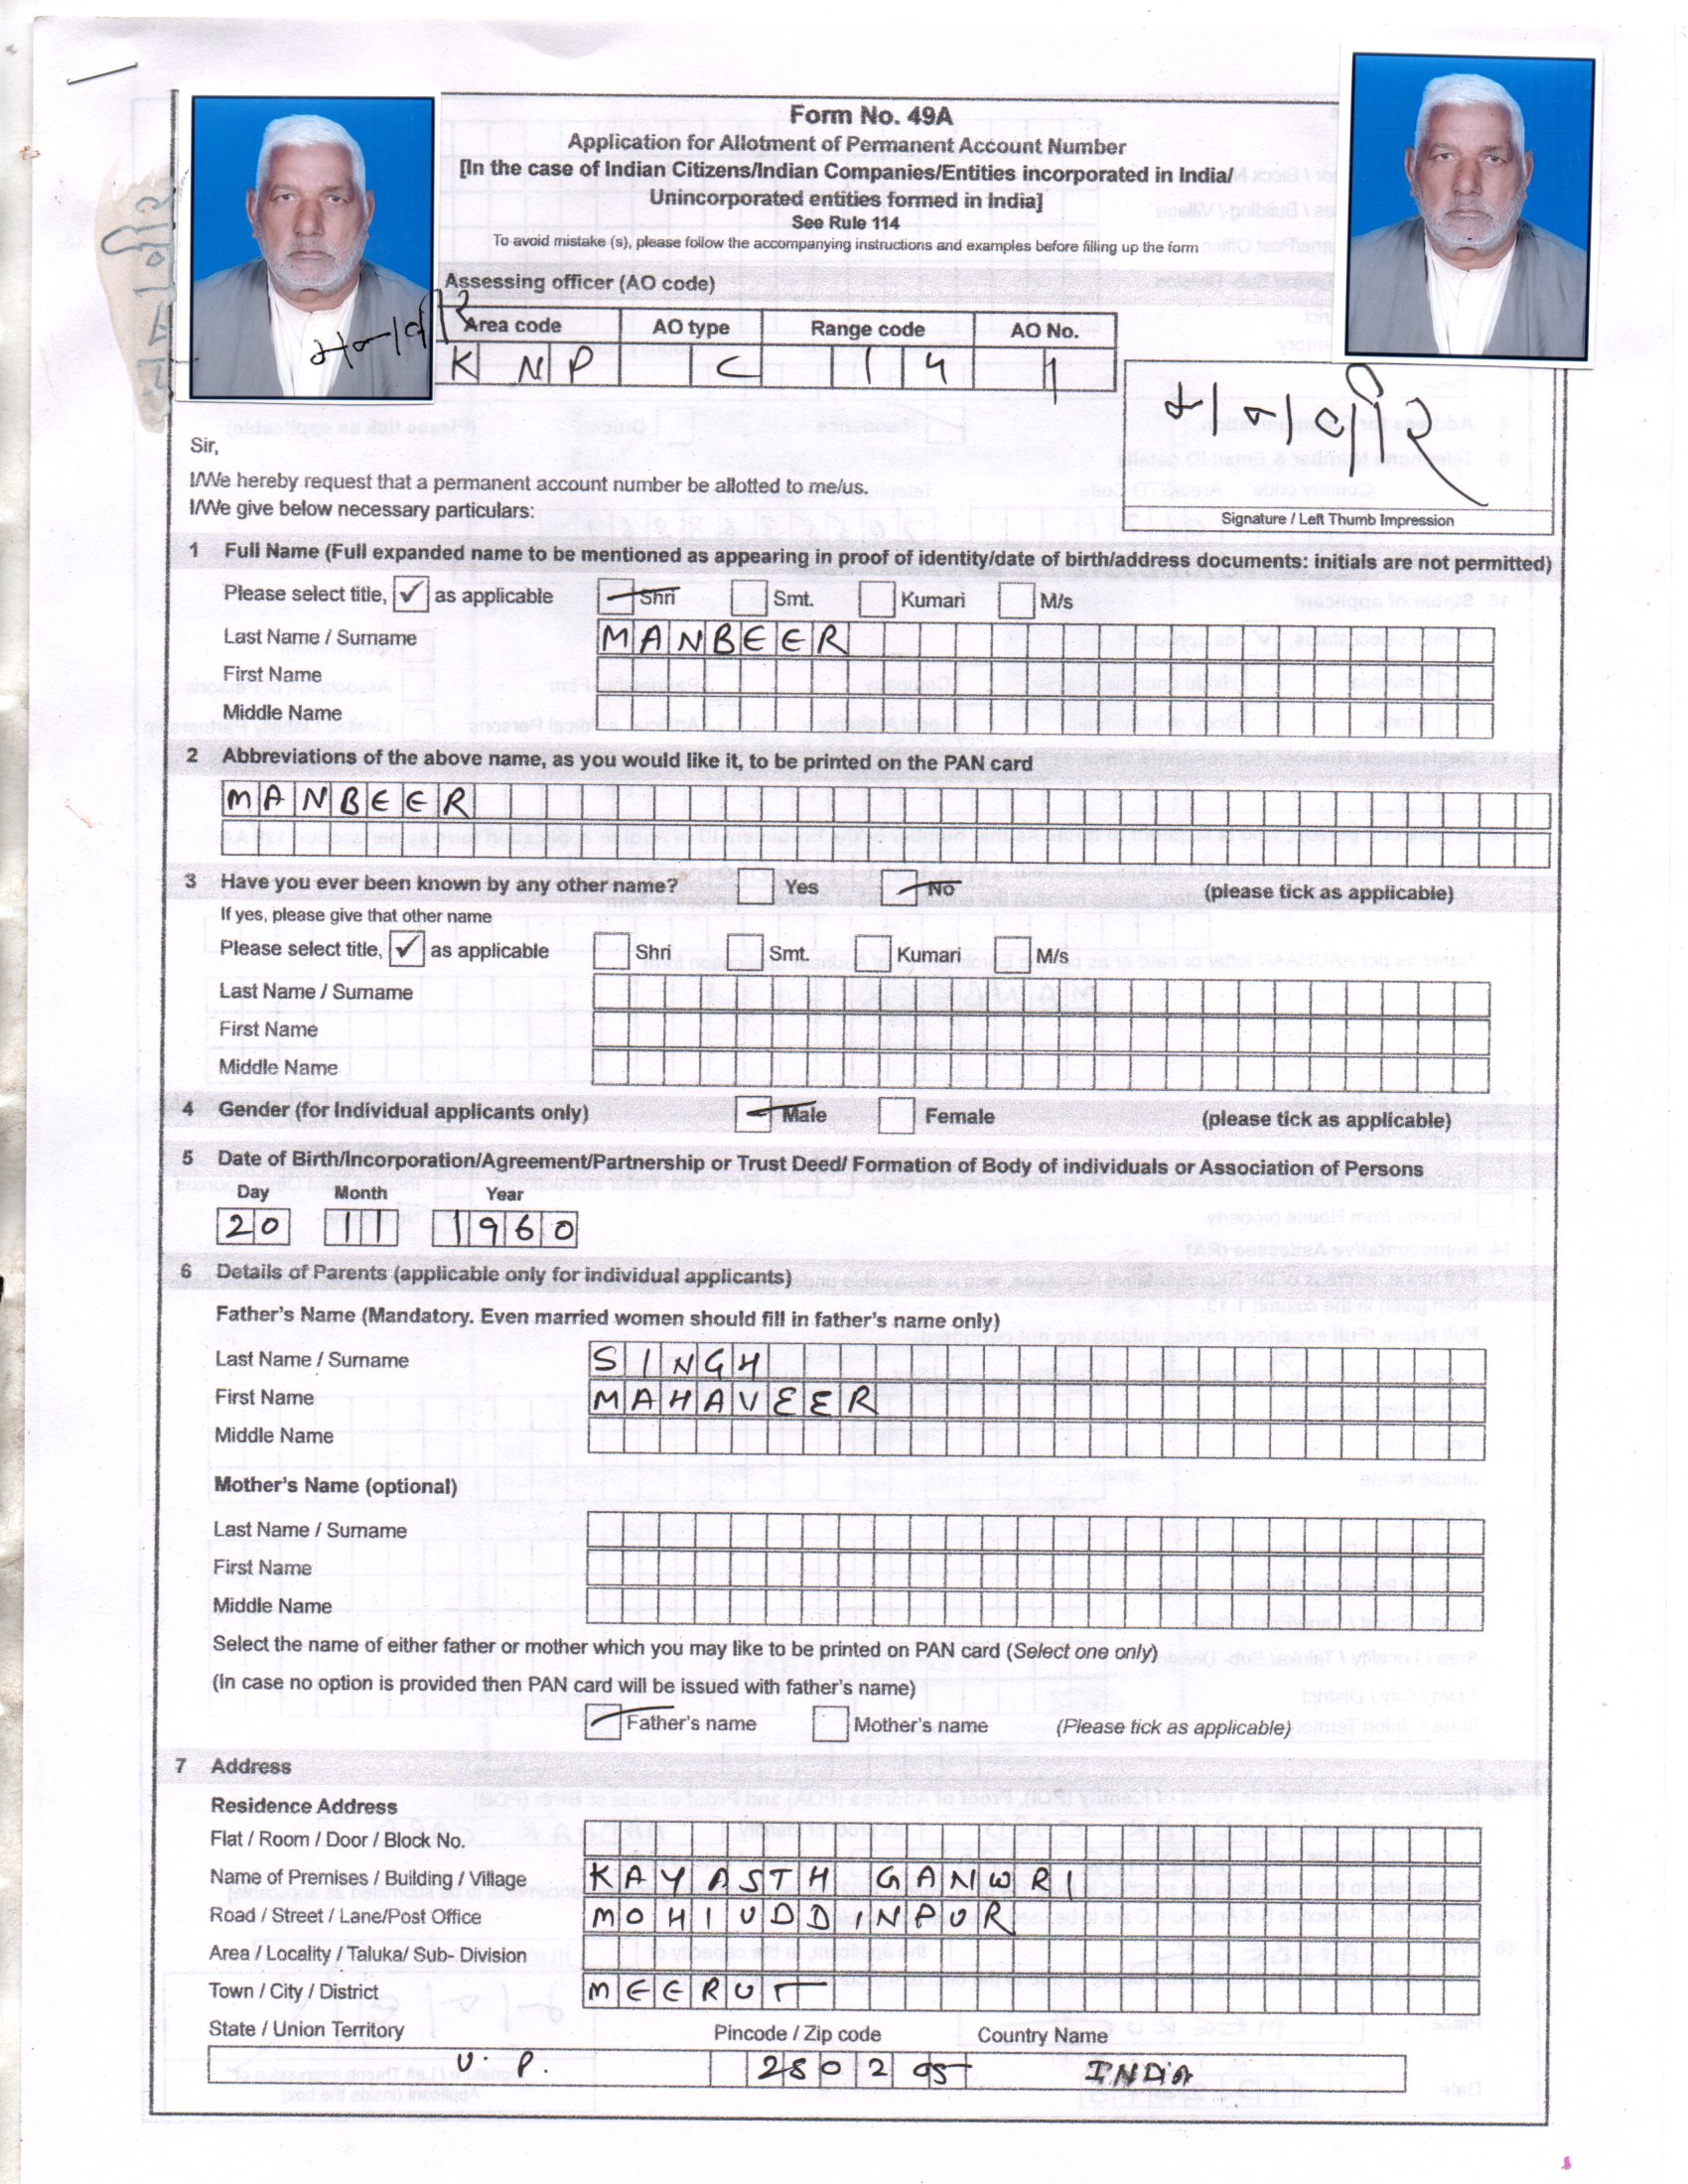 Form No. 49A
Application for Allotment of Permanent Account Number
[In the case of Indian Citizens/Indian Companies/Entities incorporated in India/
Unincorporated entities formed in India]
See Rule 114
To avoid mistake (s), please follow the accompanying instructions and examples before filling up the form
Assessing officer (AO code)
Area code AO type Range code AO No.
KNP C 14 1
Sir,
I/We hereby request that a permanent account number be allotted to me/us.
I/We give below necessary particulars:
Signature / Left Thumb Impression
1 Full Name (Full expanded name to be mentioned as appearing in proof of identity/date of birth/address documents: initials are not permitted)
Please select title, ✓ as applicable Shri Smt. Kumari M/s
Last Name / Surname MANBEER
First Name
Middle Name
2 Abbreviations of the above name, as you would like it, to be printed on the PAN card
MANBEER
3 Have you ever been known by any other name? Yes No (please tick as applicable)
If yes, please give that other name
Please select title, ✓ as applicable Shri Smt. Kumari M/s
Last Name / Surname
First Name
Middle Name
4 Gender (for Individual applicants only) Male Female (please tick as applicable)
5 Date of Birth/Incorporation/Agreement/Partnership or Trust Deed/ Formation of Body of individuals or Association of Persons
Day Month Year
20 11 1960
6 Details of Parents (applicable only for individual applicants)
Father's Name (Mandatory. Even married women should fill in father's name only)
Last Name / Surname SINGH
First Name MAHAVEER
Middle Name
Mother's Name (optional)
Last Name / Surname
First Name
Middle Name
Select the name of either father or mother which you may like to be printed on PAN card (Select one only)
(In case no option is provided then PAN card will be issued with father's name)
Father's name Mother's name (Please tick as applicable)
7 Address
Residence Address
Flat / Room / Door / Block No.
Name of Premises / Building / Village KAYASTH GANWRI
Road / Street / Lane/Post Office MOHIUDDINPUR
Area / Locality / Taluka/ Sub- Division
Town / City / District MEERUT
State / Union Territory Pincode / Zip code Country Name
U.P. INDIA